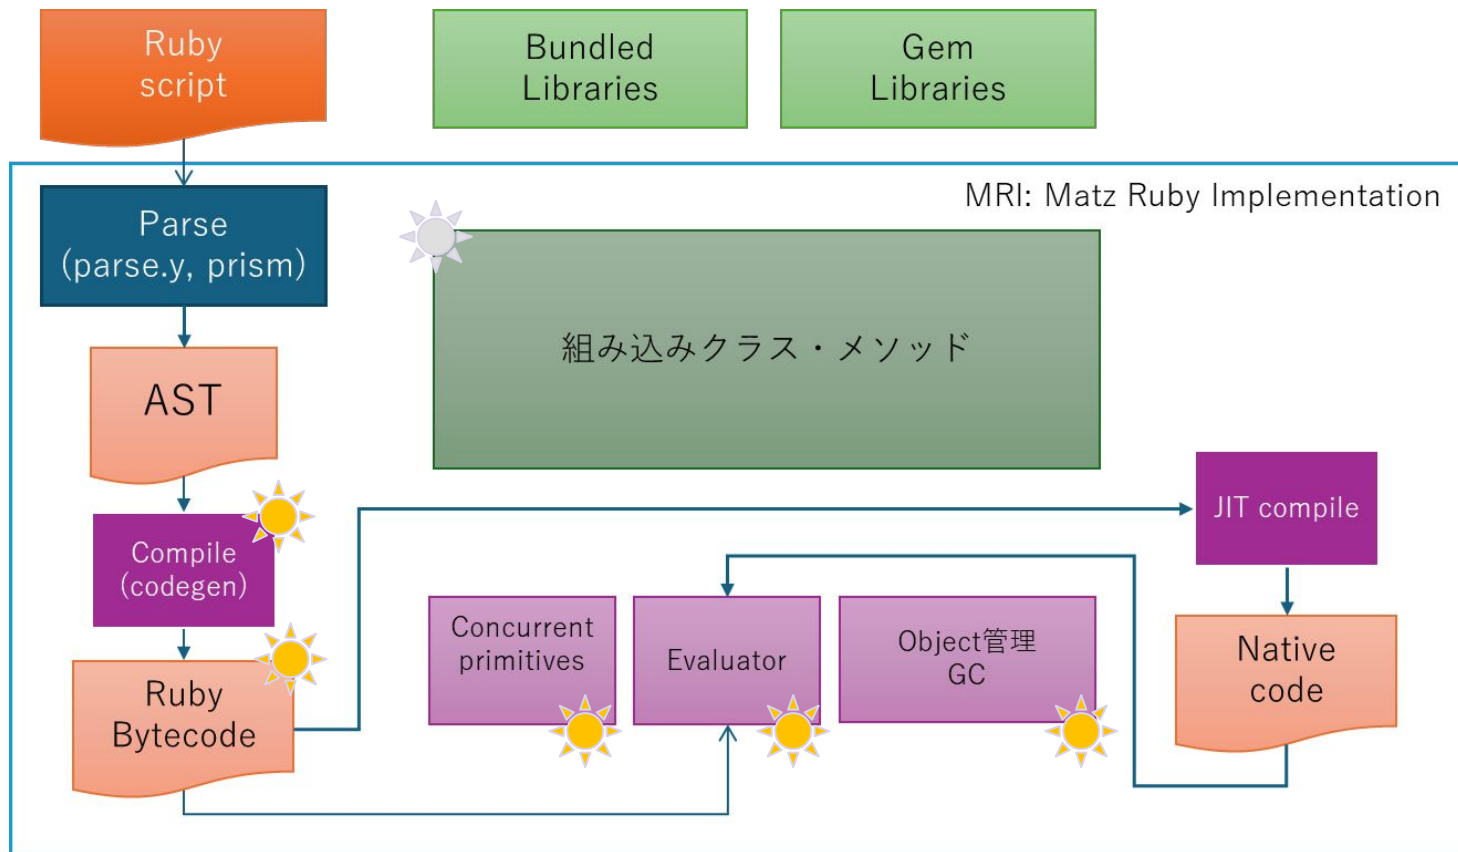 Ruby
script
Bundled
Libraries
Gem
Libraries
MRI: Matz Ruby Implementation
Parse
(parse.y, prism)
組み込みクラス・メソッド
AST
JIT compile
Compile
(codegen)
Concurrent
primitives
Evaluator
Object管理
GC
Native
code
Ruby
Bytecode